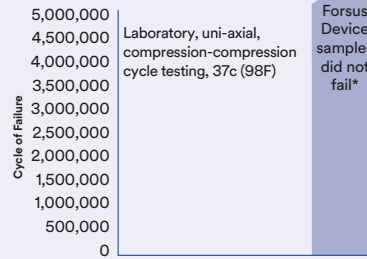 5,000,000
4,500,000
4,000,000
3,500,000
3,000,000
2,500,000
2,000,000
1,500,000
1,000,000
500,000
0
Cycle of Failure
Laboratory, uni-axial,
compression-compression
cycle testing, 37c (98F)
Forsus
Device
samples
did not
fail*